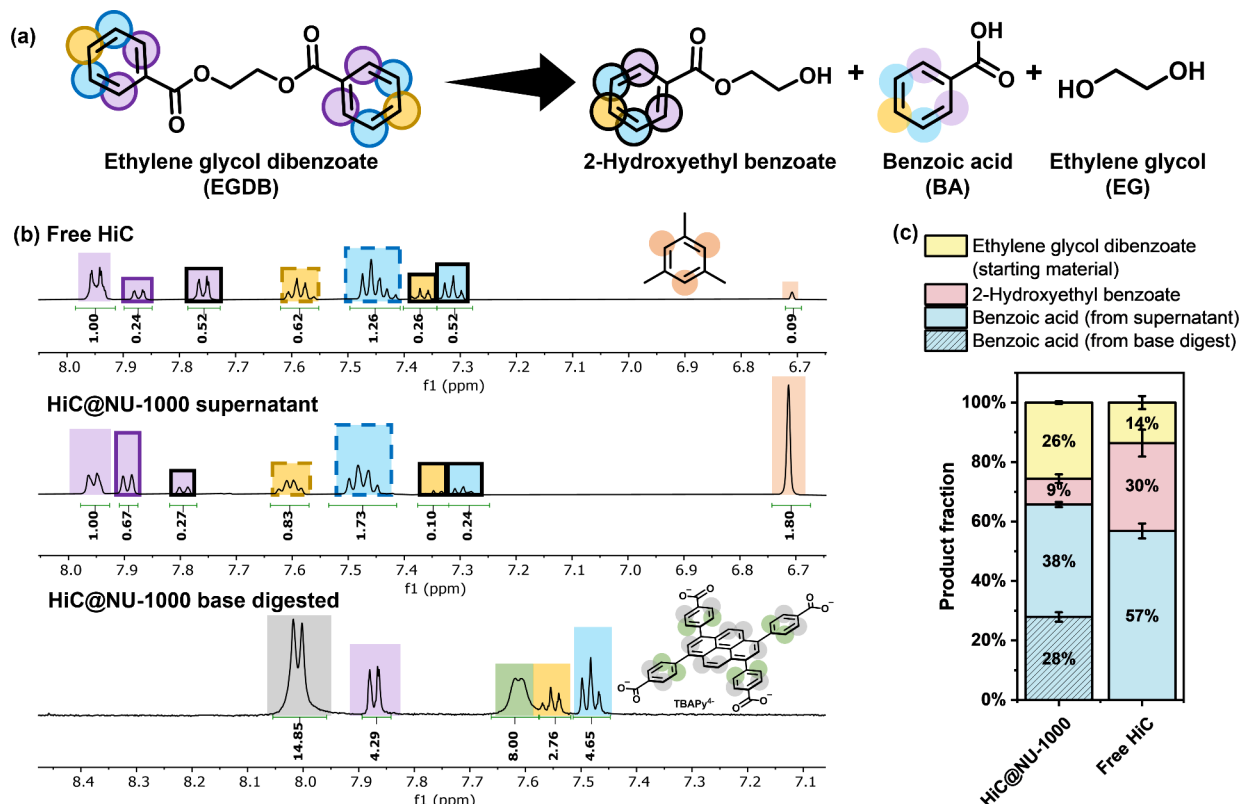 (a)
O
O
O
O
O
O
OH
OH
O
HO
OH
+
+
Ethylene glycol dibenzoate
(EGDB)
2-Hydroxyethyl benzoate
Benzoic acid
(BA)
Ethylene glycol
(EG)
(b) Free HiC
1.00
0.24
0.52
0.62
1.26
0.26
0.52
0.09
8.0 7.9 7.8 7.7 7.6 7.5 7.4 7.3 7.2 7.1 7.0 6.9 6.8 6.7
f1 (ppm)
HiC@NU-1000 supernatant
1.00
0.67
0.27
0.83
1.73
0.10
0.24
1.80
8.0 7.9 7.8 7.7 7.6 7.5 7.4 7.3 7.2 7.1 7.0 6.9 6.8 6.7
f1 (ppm)
HiC@NU-1000 base digested
O
⁻O
O
O⁻
⁻O
O
O
O⁻
TBAPy⁴⁻
14.85
4.29
8.00
2.76
4.65
8.4 8.3 8.2 8.1 8.0 7.9 7.8 7.7 7.6 7.5 7.4 7.3 7.2 7.1
f1 (ppm)
(c)
Ethylene glycol dibenzoate
(starting material)
2-Hydroxyethyl benzoate
Benzoic acid (from supernatant)
Benzoic acid (from base digest)
Product fraction
100%
80%
60%
40%
20%
0%
26%
9%
38%
28%
14%
30%
57%
HiC@NU-1000
Free HiC